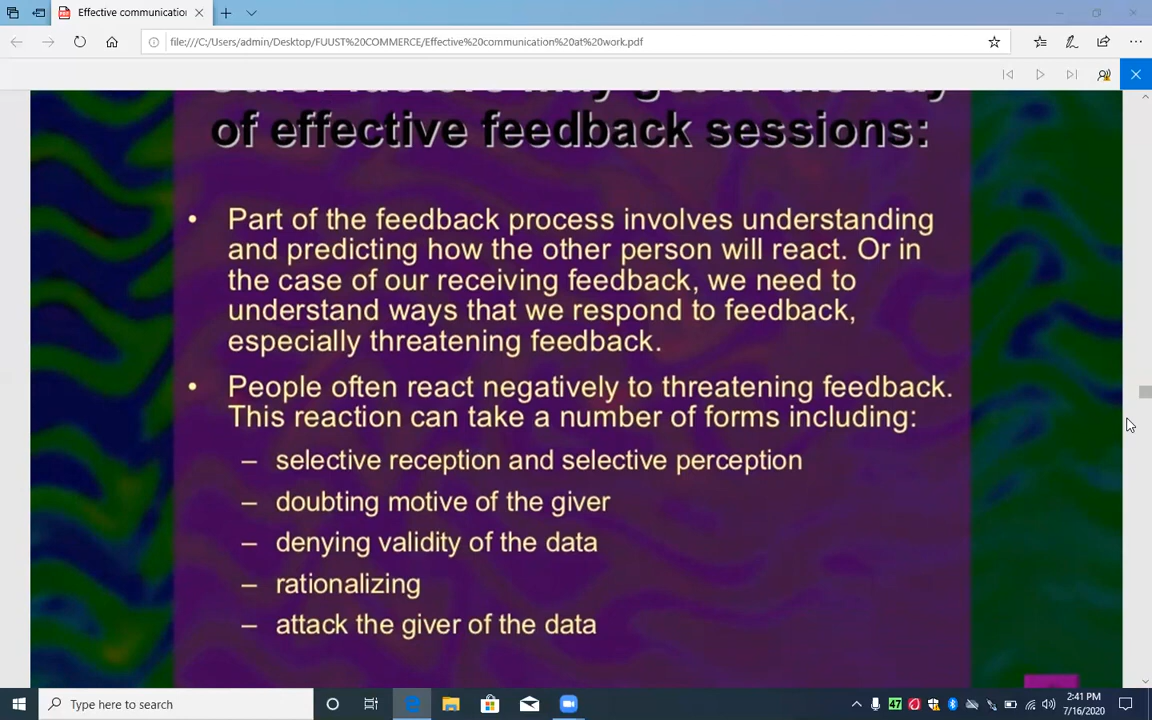 Effective communication
file:///C:/Users/admin/Desktop/FUUST%20COMMERCE/Effective%20communication%20at%20work.pdf
of effective feedback sessions:
• Part of the feedback process involves understanding
and predicting how the other person will react. Or in
the case of our receiving feedback, we need to
understand ways that we respond to feedback,
especially threatening feedback.
• People often react negatively to threatening feedback.
This reaction can take a number of forms including:
– selective reception and selective perception
– doubting motive of the giver
– denying validity of the data
– rationalizing
– attack the giver of the data
Type here to search
47
2:41 PM
7/16/2020